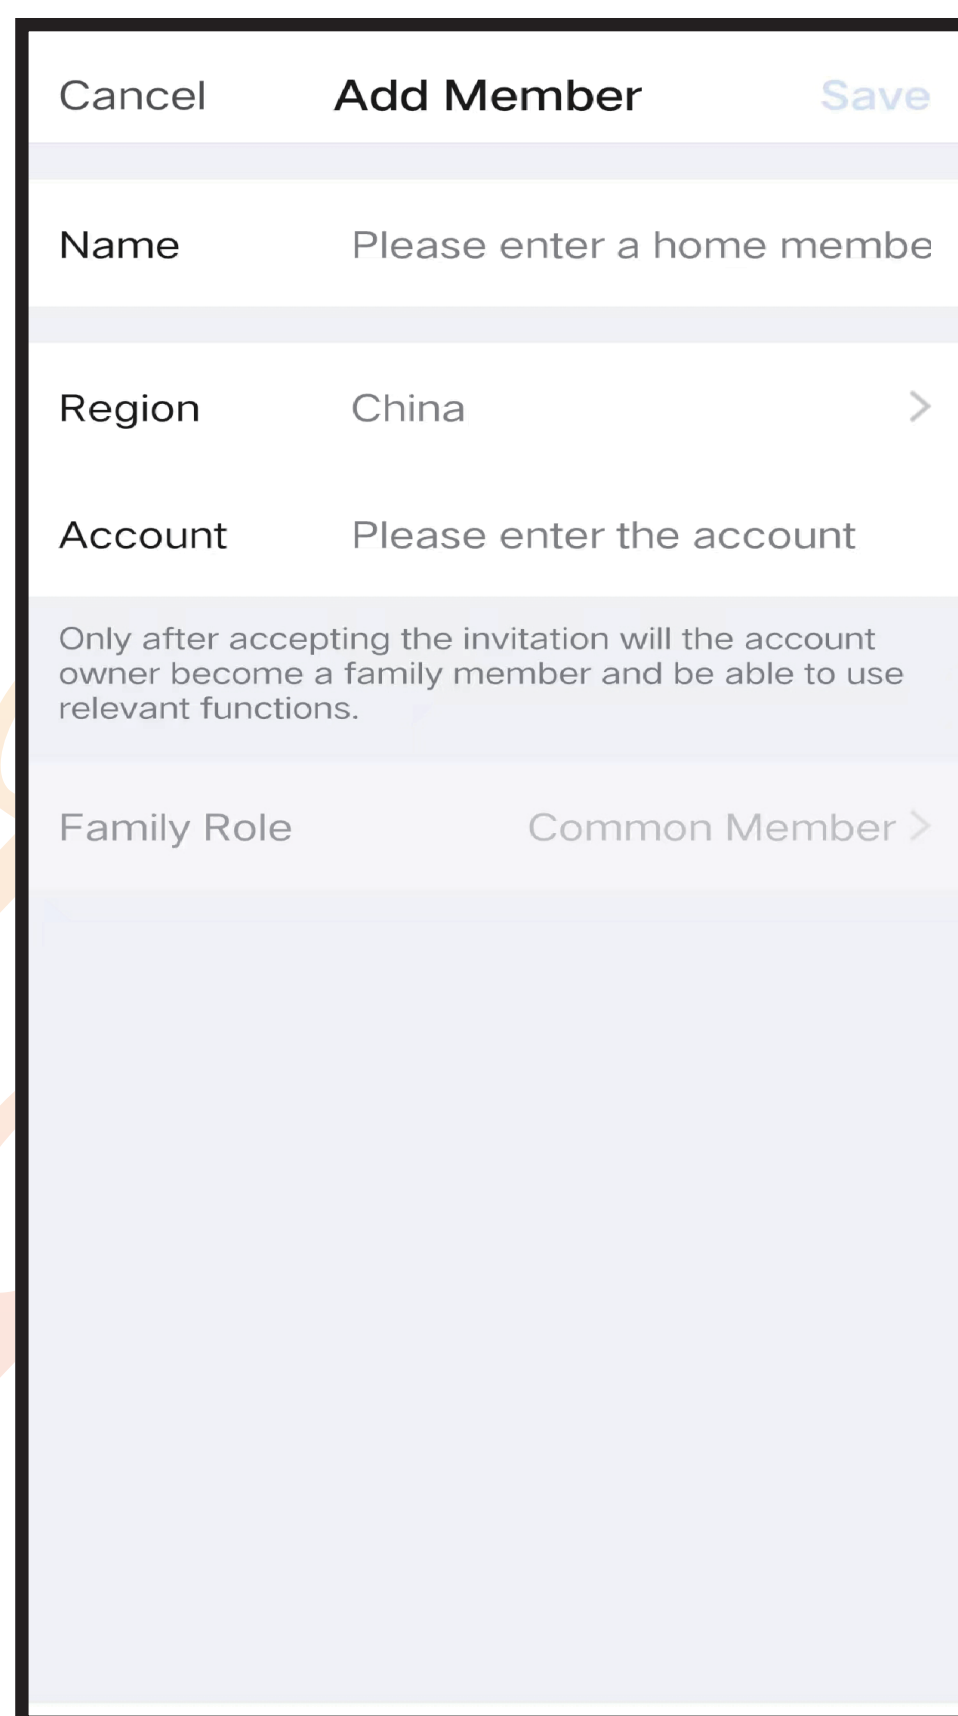 Cancel Add Member Save
Name Please enter a home membe
Region China >
Account Please enter the account
Only after accepting the invitation will the account
owner become a family member and be able to use
relevant functions.
Family Role Common Member >